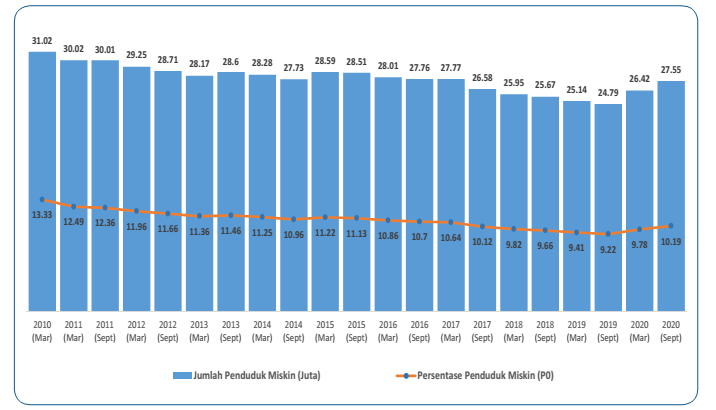 31.02 30.02 30.01 29.25 28.71 28.17 28.6 28.28 27.73 28.59 28.51 28.01 27.76 27.77 26.58 25.95 25.67 25.14 24.79 26.42 27.55
13.33 12.49 12.36 11.96 11.66 11.36 11.46 11.25 10.96 11.22 11.13 10.86 10.7 10.64 10.12 9.82 9.66 9.41 9.22 9.78 10.19
2010 2011 2011 2012 2012 2013 2013 2014 2014 2015 2015 2016 2016 2017 2017 2018 2018 2019 2019 2020 2020
(Mar) (Mar) (Sept) (Mar) (Sept) (Mar) (Sept) (Mar) (Sept) (Mar) (Sept) (Mar) (Sept) (Mar) (Sept) (Mar) (Sept) (Mar) (Sept) (Mar) (Sept)
Jumlah Penduduk Miskin (Juta) Persentase Penduduk Miskin (P0)